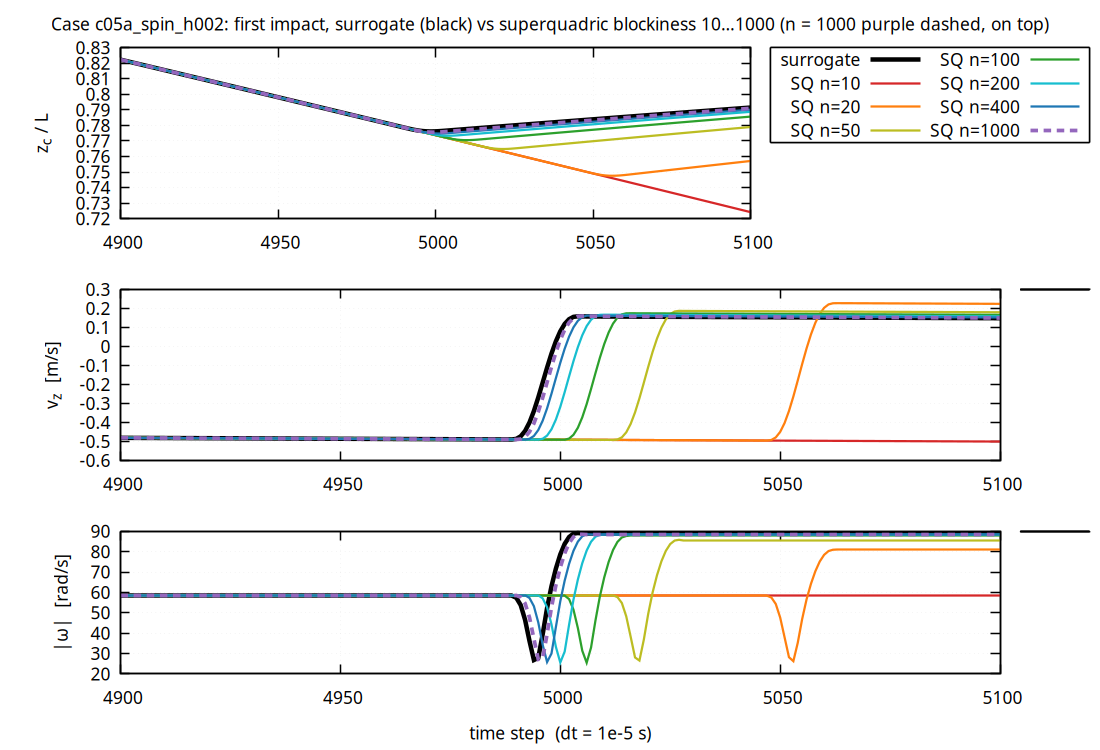 Case c05a_spin_h002: first impact, surrogate (black) vs superquadric blockiness 10...1000 (n = 1000 purple dashed, on top)
0.83
0.82
0.81
0.8
0.79
0.78
0.77
0.76
0.75
0.74
0.73
0.72
z_c / L
4900 4950 5000 5050 5100
surrogate SQ n=100
SQ n=10 SQ n=200
SQ n=20 SQ n=400
SQ n=50 SQ n=1000
0.3
0.2
0.1
0
-0.1
-0.2
-0.3
-0.4
-0.5
-0.6
v_z [m/s]
4900 4950 5000 5050 5100
90
80
70
60
50
40
30
20
|ω| [rad/s]
4900 4950 5000 5050 5100
time step (dt = 1e-5 s)